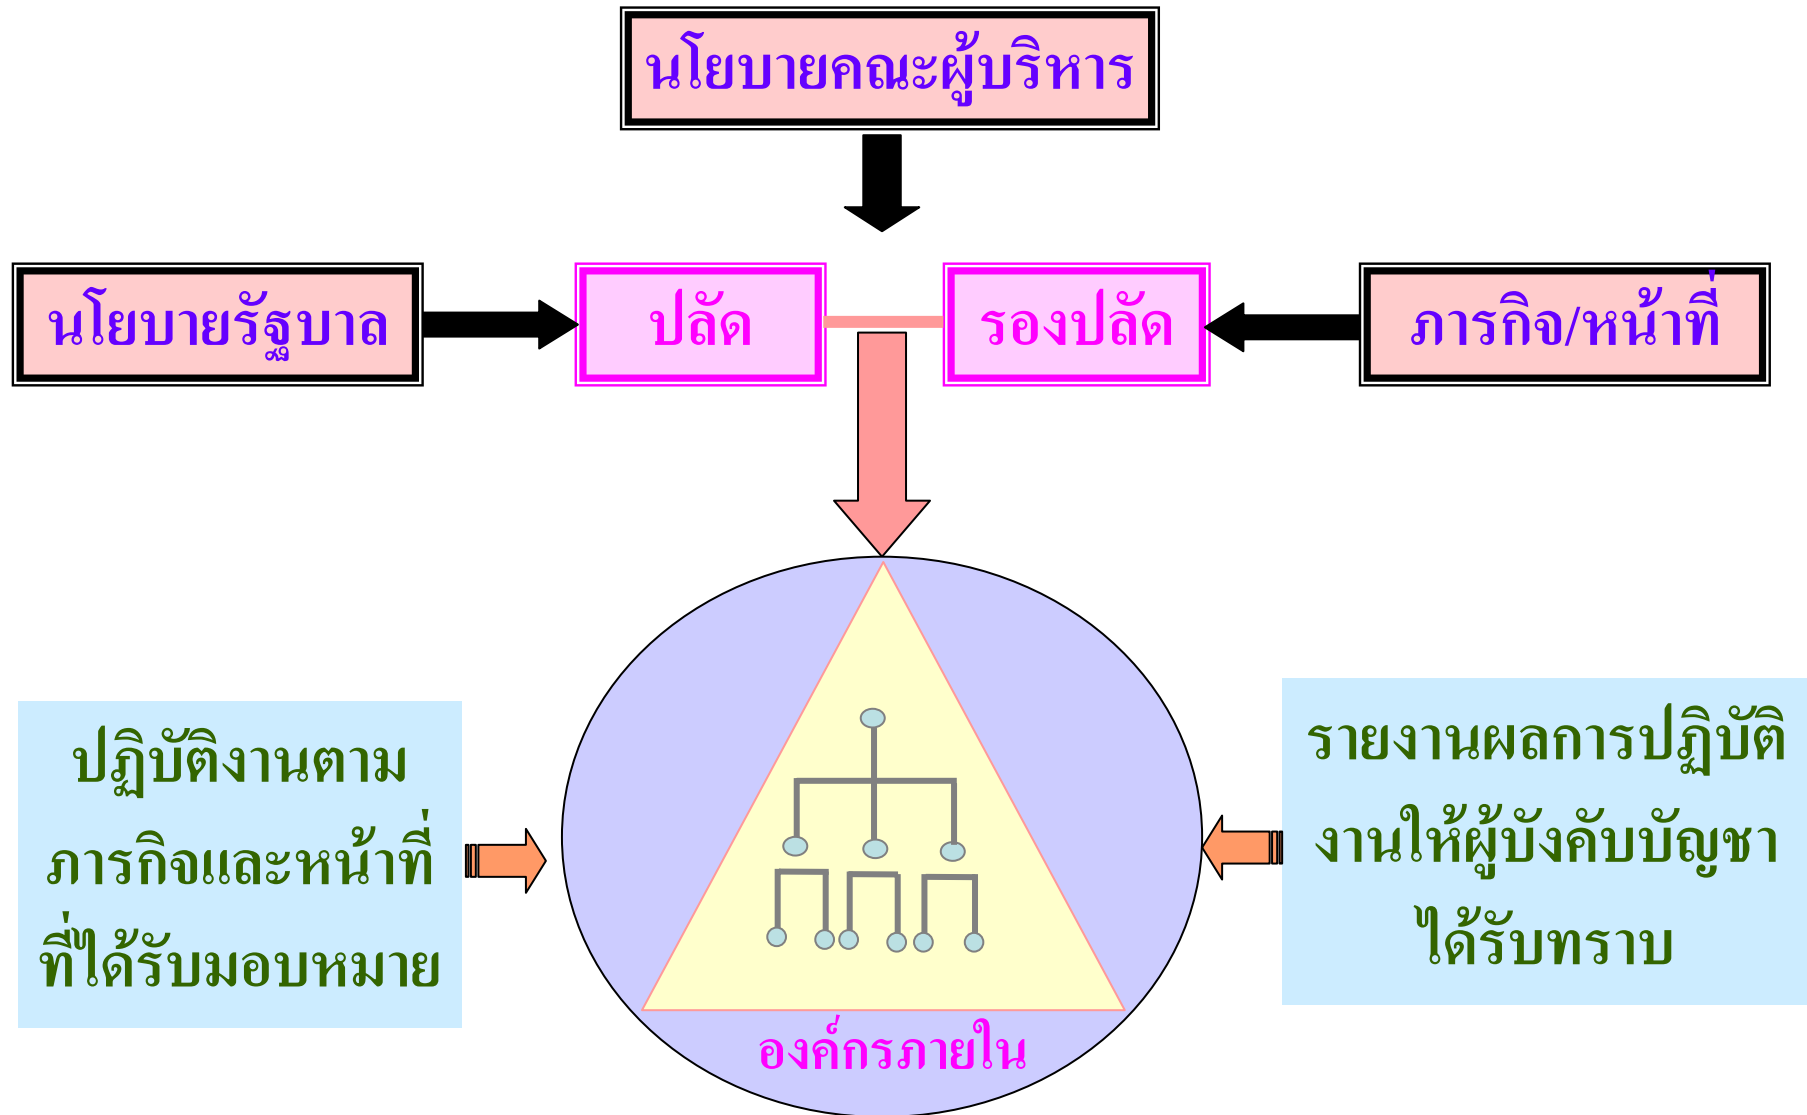 นโยบายคณะผู้บริหาร
นโยบายรัฐบาล
ปลัด
รองปลัด
ภารกิจ/หน้าที่
ปฏิบัติงานตาม
ภารกิจและหน้าที่
ที่ได้รับมอบหมาย
รายงานผลการปฏิบัติ
งานให้ผู้บังคับบัญชา
ได้รับทราบ
องค์กรภายใน